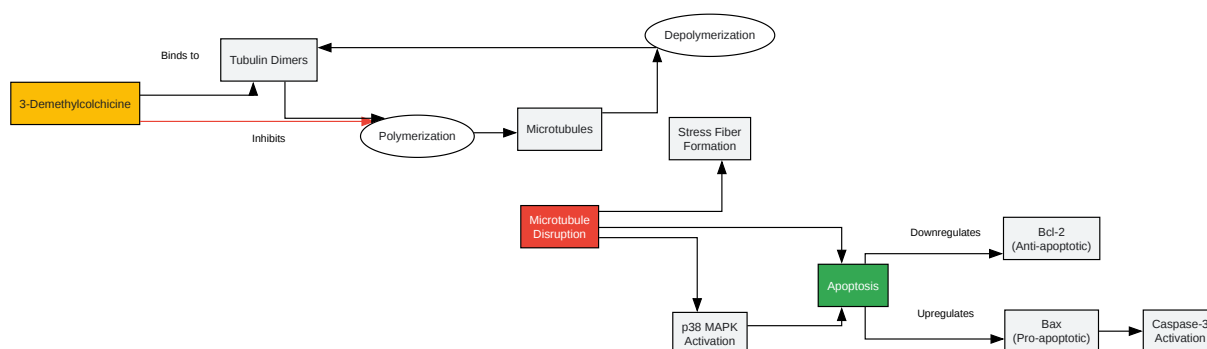 Depolymerization
Binds to
Tubulin Dimers
3-Demethylcolchicine
Inhibits
Polymerization
Microtubules
Stress Fiber
Formation
Microtubule
Disruption
Downregulates
Bcl-2
(Anti-apoptotic)
Apoptosis
Upregulates
p38 MAPK
Activation
Bax
(Pro-apoptotic)
Caspase-3
Activation